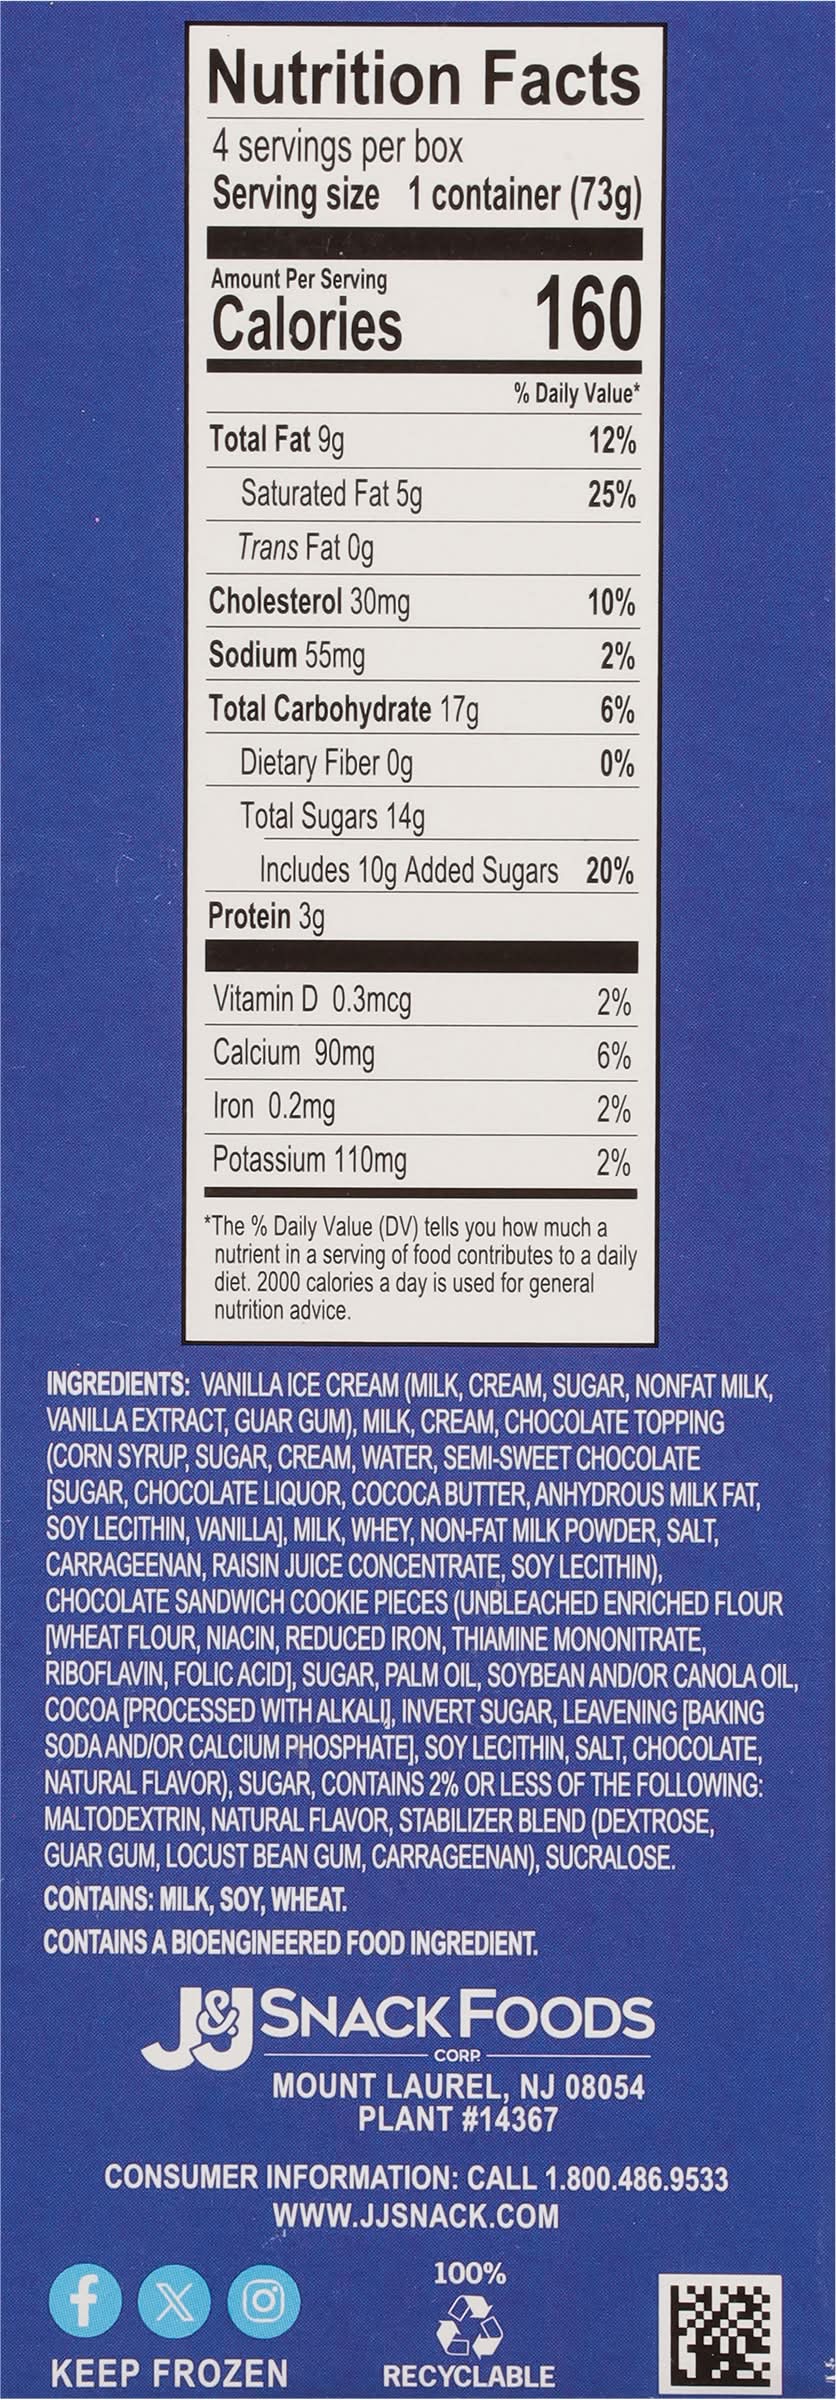 Nutrition Facts
4 servings per box
Serving size 1 container (73g)
Amount Per Serving
Calories 160
% Daily Value*
Total Fat 9g 12%
Saturated Fat 5g 25%
Trans Fat 0g
Cholesterol 30mg 10%
Sodium 55mg 2%
Total Carbohydrate 17g 6%
Dietary Fiber 0g 0%
Total Sugars 14g
Includes 10g Added Sugars 20%
Protein 3g
Vitamin D 0.3mcg 2%
Calcium 90mg 6%
Iron 0.2mg 2%
Potassium 110mg 2%
*The % Daily Value (DV) tells you how much a
nutrient in a serving of food contributes to a daily
diet. 2000 calories a day is used for general
nutrition advice.
INGREDIENTS: VANILLA ICE CREAM (MILK, CREAM, SUGAR, NONFAT MILK,
VANILLA EXTRACT, GUAR GUM), MILK, CREAM, CHOCOLATE TOPPING
(CORN SYRUP, SUGAR, CREAM, WATER, SEMI-SWEET CHOCOLATE
[SUGAR, CHOCOLATE LIQUOR, COCOCA BUTTER, ANHYDROUS MILK FAT,
SOY LECITHIN, VANILLA], MILK, WHEY, NON-FAT MILK POWDER, SALT,
CARRAGEENAN, RAISIN JUICE CONCENTRATE, SOY LECITHIN),
CHOCOLATE SANDWICH COOKIE PIECES (UNBLEACHED ENRICHED FLOUR
[WHEAT FLOUR, NIACIN, REDUCED IRON, THIAMINE MONONITRATE,
RIBOFLAVIN, FOLIC ACID], SUGAR, PALM OIL, SOYBEAN AND/OR CANOLA OIL,
COCOA [PROCESSED WITH ALKALI], INVERT SUGAR, LEAVENING [BAKING
SODA AND/OR CALCIUM PHOSPHATE], SOY LECITHIN, SALT, CHOCOLATE,
NATURAL FLAVOR), SUGAR, CONTAINS 2% OR LESS OF THE FOLLOWING:
MALTODEXTRIN, NATURAL FLAVOR, STABILIZER BLEND (DEXTROSE,
GUAR GUM, LOCUST BEAN GUM, CARRAGEENAN), SUCRALOSE.
CONTAINS: MILK, SOY, WHEAT.
CONTAINS A BIOENGINEERED FOOD INGREDIENT.
J&J SNACK FOODS
CORP.
MOUNT LAUREL, NJ 08054
PLANT #14367
CONSUMER INFORMATION: CALL 1.800.486.9533
WWW.JJSNACK.COM
100%
KEEP FROZEN
RECYCLABLE